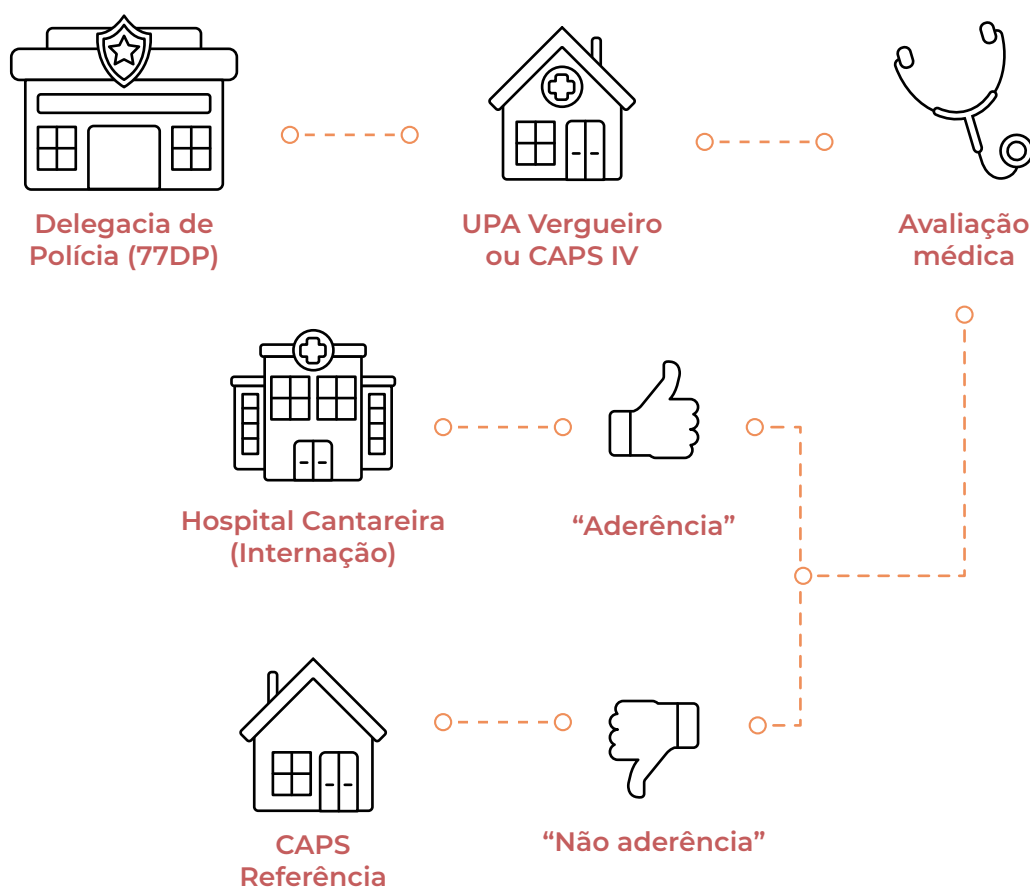 Delegacia de
Polícia (77DP)
UPA Vergueiro
ou CAPS IV
Avaliação
médica
Hospital Cantareira
(Internação)
“Aderência”
CAPS
Referência
“Não aderência”